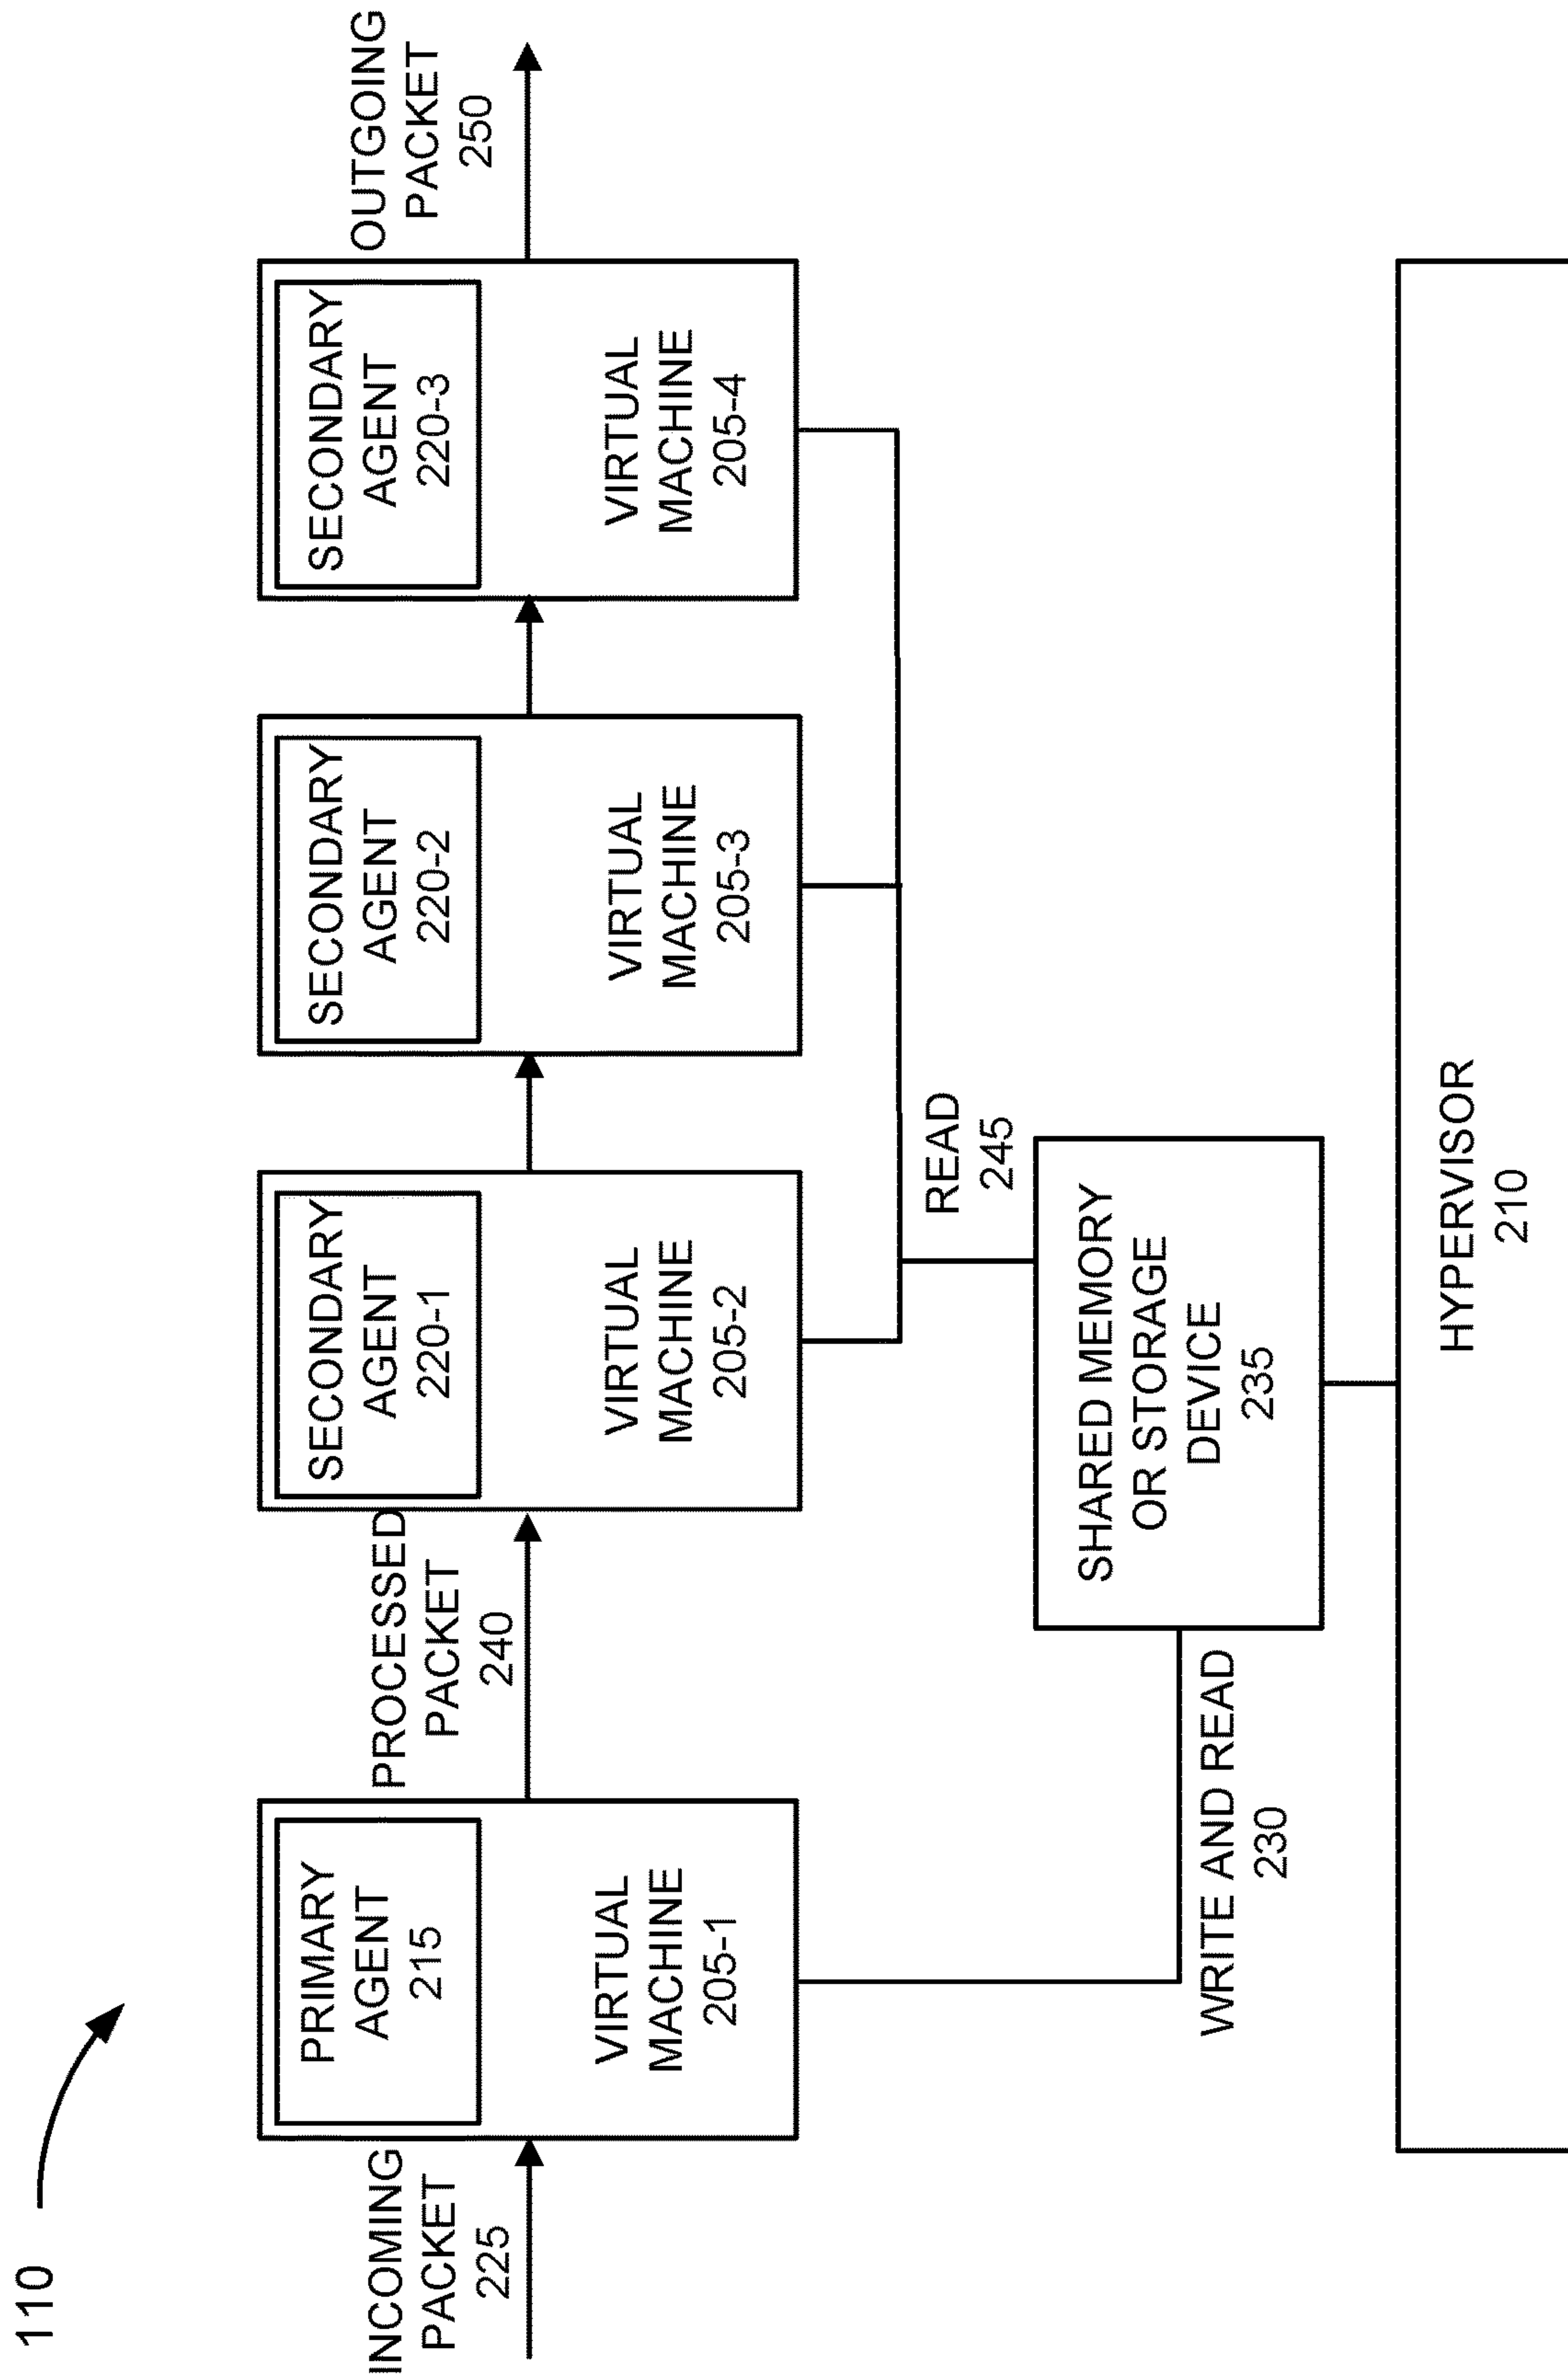 110
INCOMING
PACKET
225
PRIMARY
AGENT
215
VIRTUAL
MACHINE
205-1
PROCESSED
PACKET
240
SECONDARY
AGENT
220-1
VIRTUAL
MACHINE
205-2
SECONDARY
AGENT
220-2
VIRTUAL
MACHINE
205-3
SECONDARY
AGENT
220-3
VIRTUAL
MACHINE
205-4
OUTGOING
PACKET
250
WRITE AND READ
230
SHARED MEMORY
OR STORAGE
DEVICE
235
READ
245
HYPERVISOR
210